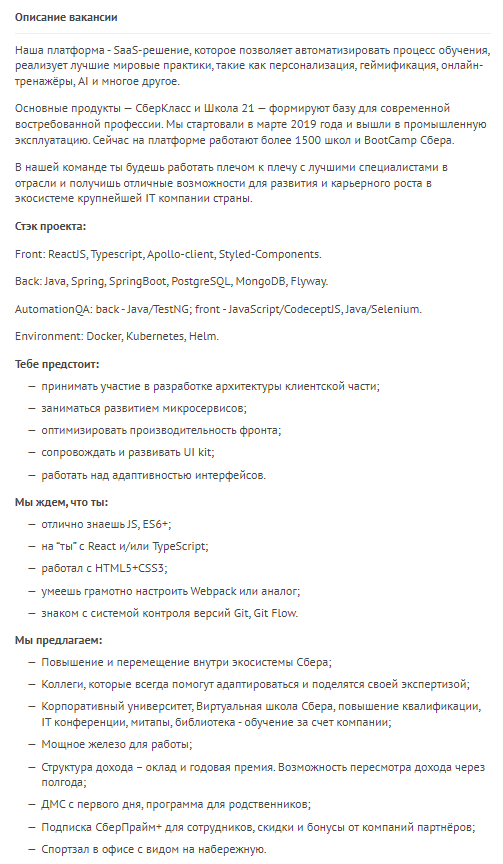 Описание вакансии
Наша платформа - SaaS-решение, которое позволяет автоматизировать процесс обучения,
реализует лучшие мировые практики, такие как персонализация, геймификация, онлайн-
тренажёры, AI и многое другое.
Основные продукты — СберКласс и Школа 21 — формируют базу для современной
востребованной профессии. Мы стартовали в марте 2019 года и вышли в промышленную
эксплуатацию. Сейчас на платформе работают более 1500 школ и BootCamp Сбера.
В нашей команде ты будешь работать плечом к плечу с лучшими специалистами в
отрасли и получишь отличные возможности для развития и карьерного роста в
экосистеме крупнейшей IT компании страны.
Стэк проекта:
Front: ReactJS, Typescript, Apollo-client, Styled-Components.
Back: Java, Spring, SpringBoot, PostgreSQL, MongoDB, Flyway.
AutomationQA: back - Java/TestNG; front - JavaScript/CodeceptJS, Java/Selenium.
Environment: Docker, Kubernetes, Helm.
Тебе предстоит:
— принимать участие в разработке архитектуры клиентской части;
— заниматься развитием микросервисов;
— оптимизировать производительность фронта;
— сопровождать и развивать UI kit;
— работать над адаптивностью интерфейсов.
Мы ждем, что ты:
— отлично знаешь JS, ES6+;
— на “ты” с React и/или TypeScript;
— работал с HTML5+CSS3;
— умеешь грамотно настроить Webpack или аналог;
— знаком с системой контроля версий Git, Git Flow.
Мы предлагаем:
— Повышение и перемещение внутри экосистемы Сбера;
— Коллеги, которые всегда помогут адаптироваться и поделятся своей экспертизой;
— Корпоративный университет, Виртуальная школа Сбера, повышение квалификации,
IT конференции, митапы, библиотека - обучение за счет компании;
— Мощное железо для работы;
— Структура дохода – оклад и годовая премия. Возможность пересмотра дохода через
полгода;
— ДМС с первого дня, программа для родственников;
— Подписка СберПрайм+ для сотрудников, скидки и бонусы от компаний партнёров;
— Спортзал в офисе с видом на набережную.